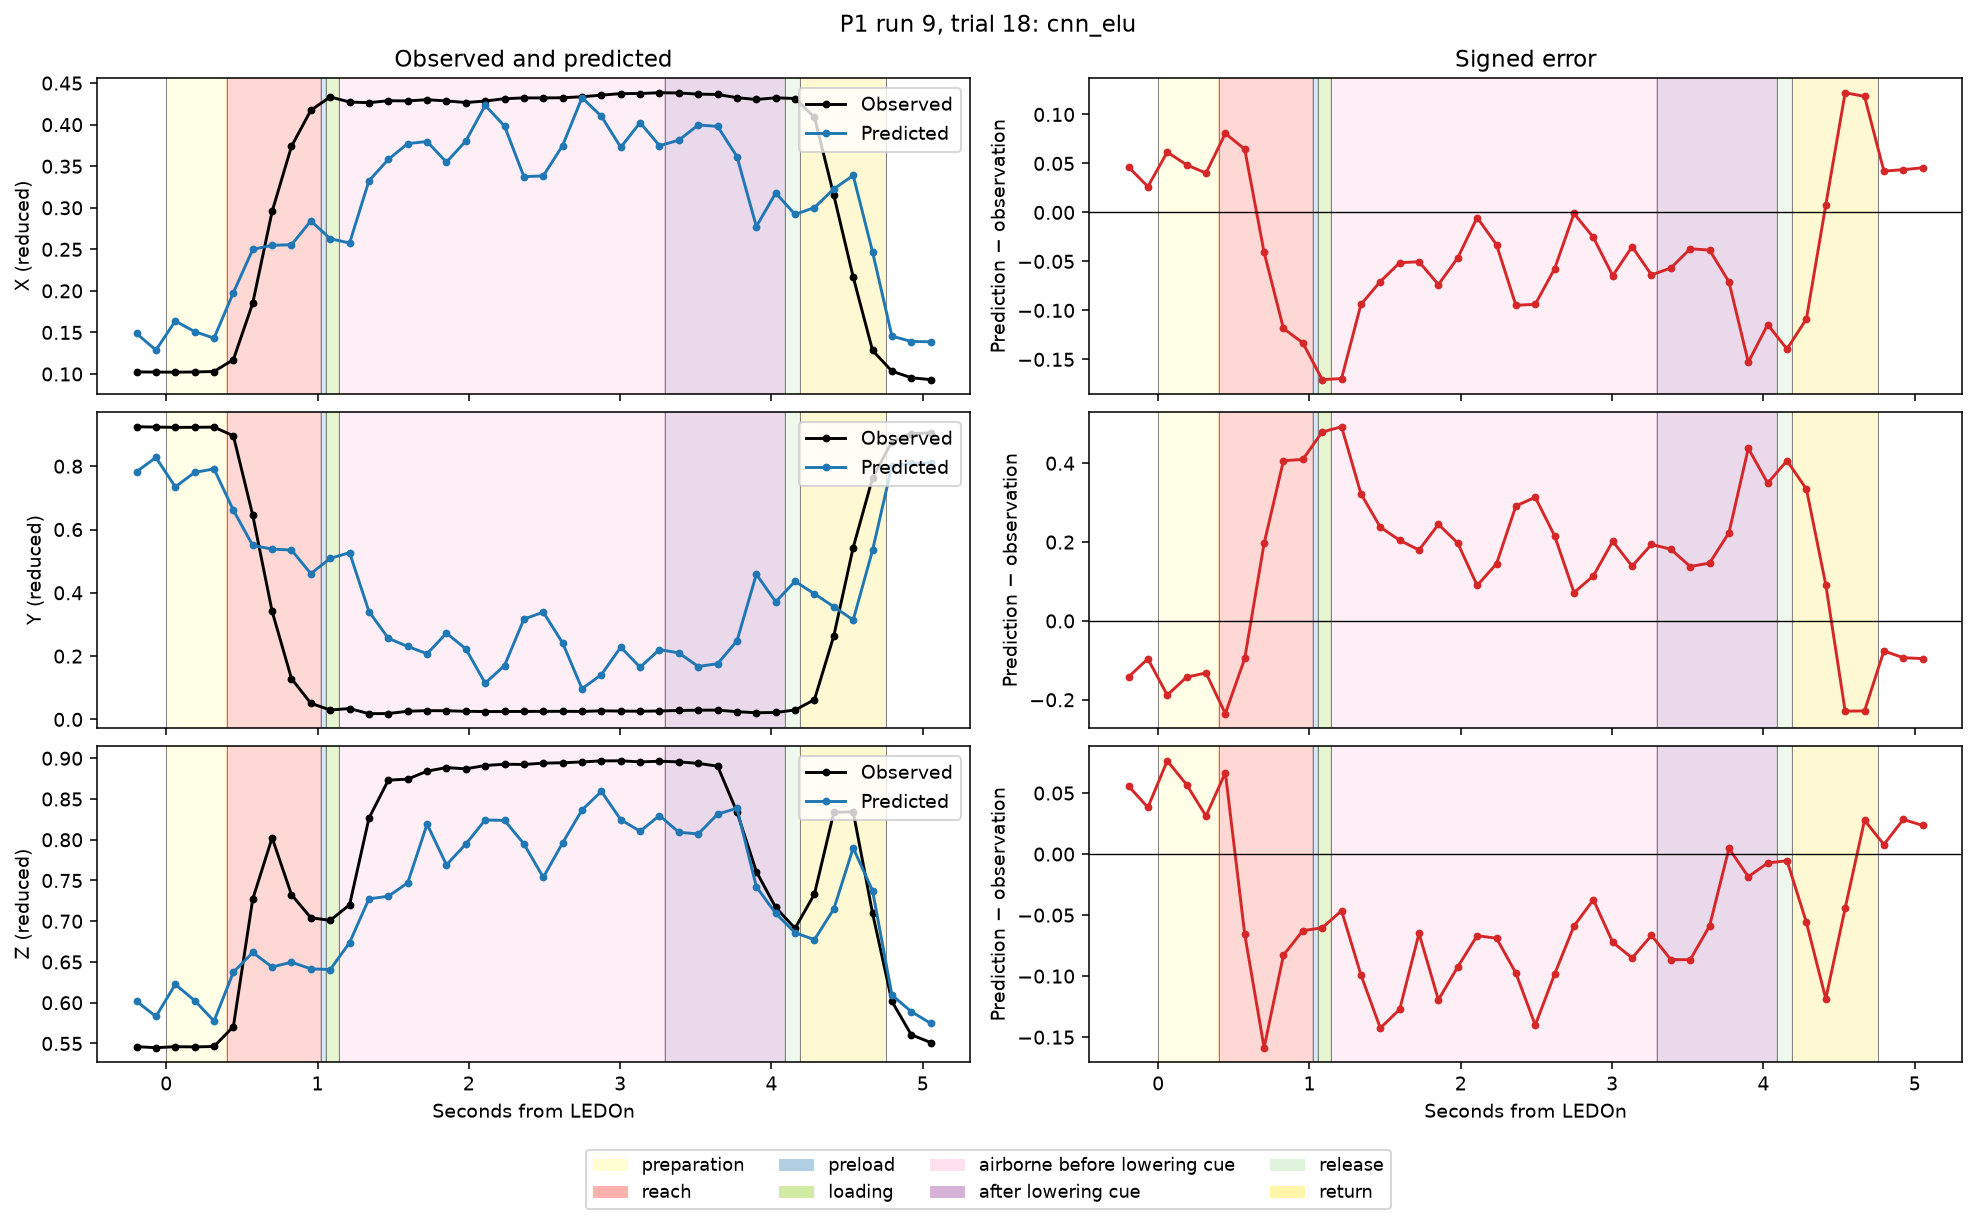 P1 run 9, trial 18: cnn_elu
Observed and predicted
Signed error
X (reduced)
0.45
0.40
0.35
0.30
0.25
0.20
0.15
0.10
Observed
Predicted
Prediction − observation
0.10
0.05
0.00
−0.05
−0.10
−0.15
Y (reduced)
0.8
0.6
0.4
0.2
0.0
Observed
Predicted
Prediction − observation
0.4
0.2
0.0
−0.2
Z (reduced)
0.90
0.85
0.80
0.75
0.70
0.65
0.60
0.55
Observed
Predicted
0 1 2 3 4 5
Seconds from LEDOn
Prediction − observation
0.05
0.00
−0.05
−0.10
−0.15
0 1 2 3 4 5
Seconds from LEDOn
preparation preload airborne before lowering cue release
reach loading after lowering cue return